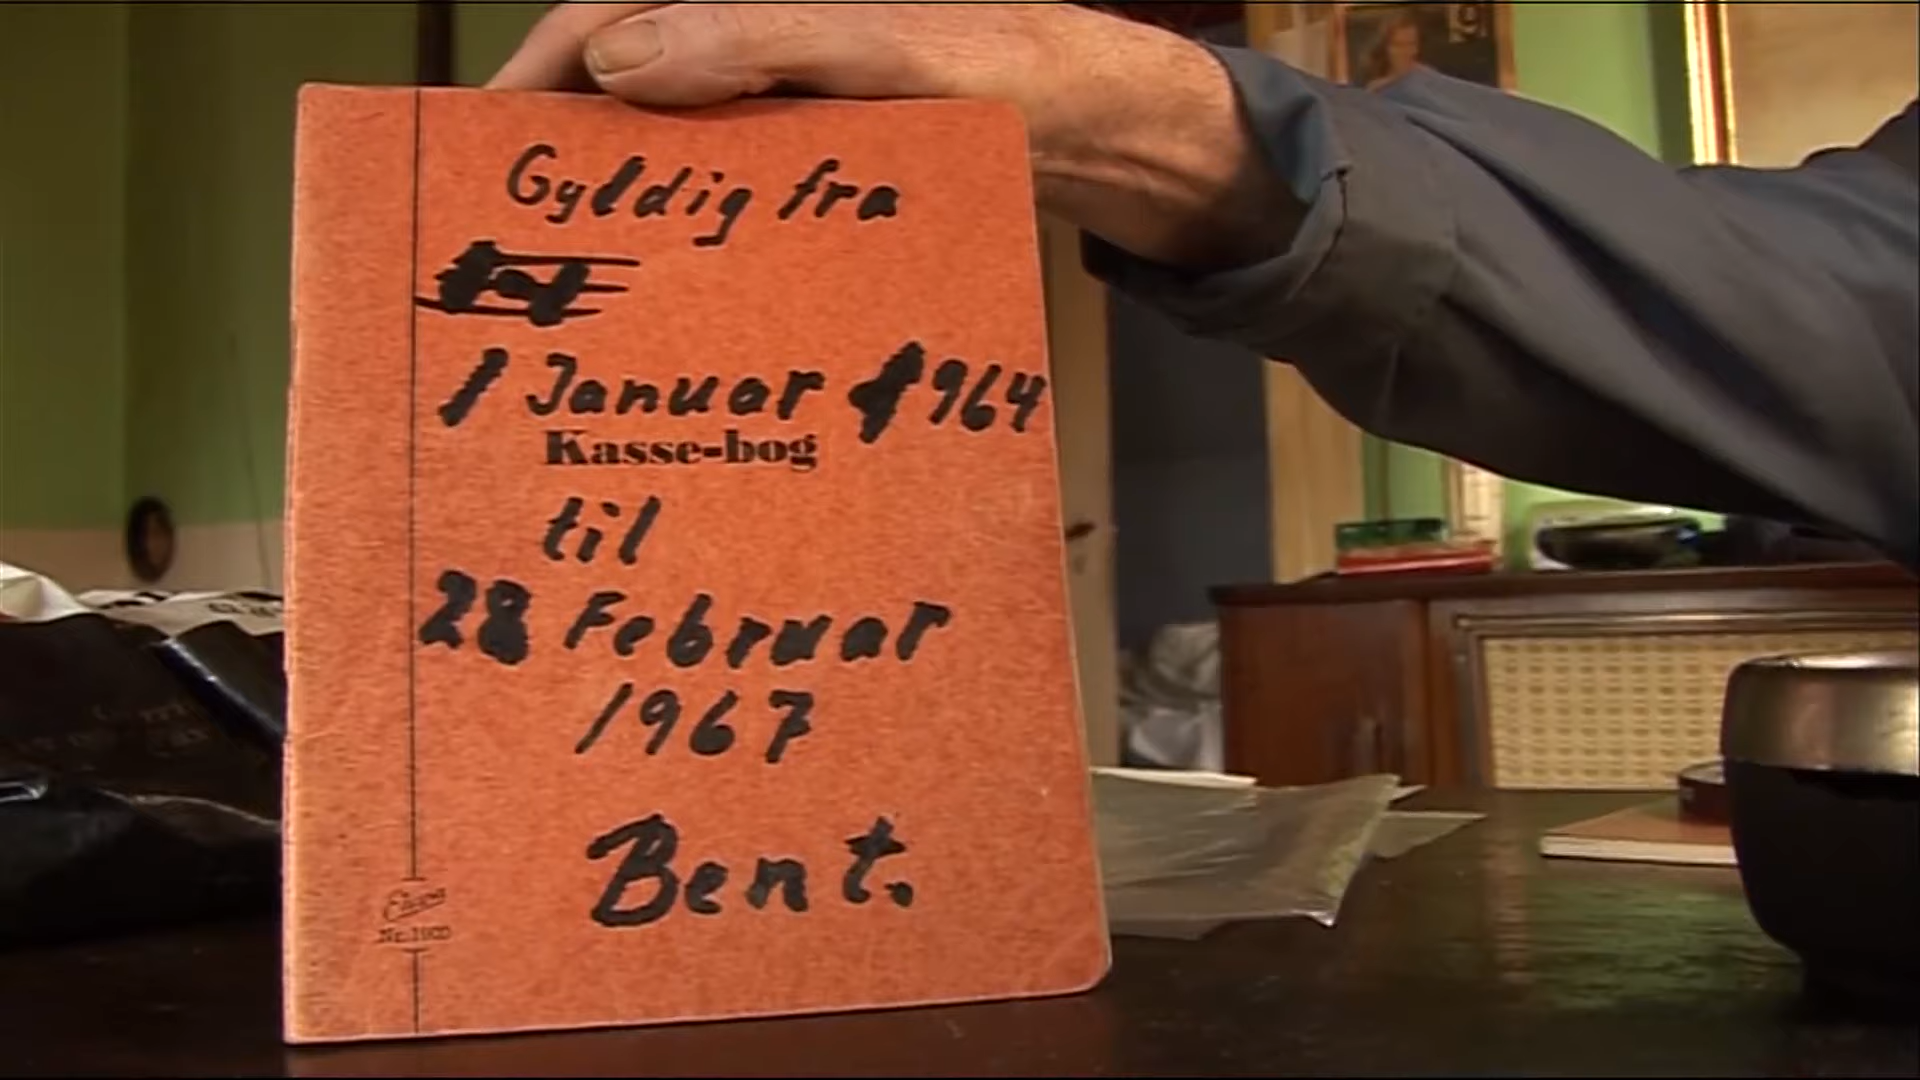 Gyldig fra
1 Januar 1964
Kasse-bog
til
28 Februar
1967
Bent.